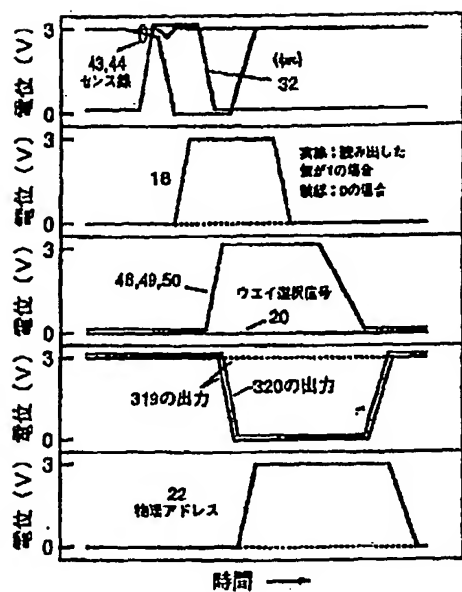 電位 (V)
3
0
43,44
センス線
32
電位 (V)
3
0
18
実線:読み出した
値が1の場合
破線:0の場合
電位 (V)
3
0
48,49,50
ウエイ選択信号
20
電位 (V)
3
0
319の出力
320の出力
電位 (V)
3
0
22
物理アドレス
時間